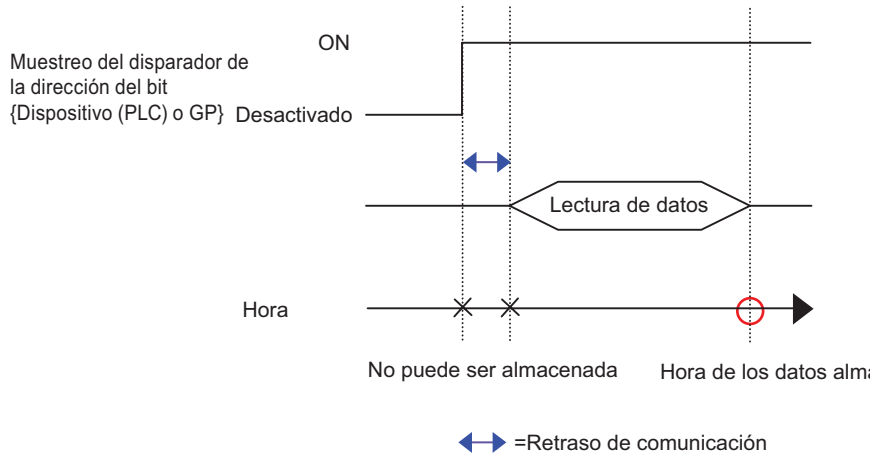 ON
Muestreo del disparador de
la dirección del bit
{Dispositivo (PLC) o GP}
Desactivado
Lectura de datos
Hora
No puede ser almacenada
Hora de los datos
=Retraso de comunicación